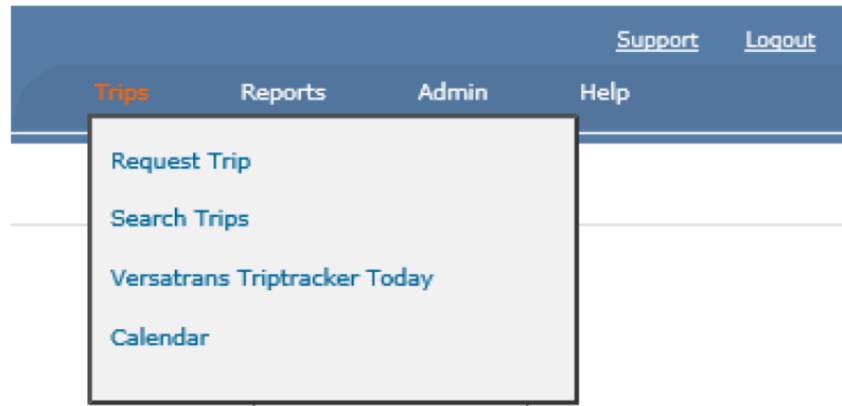 Support Logout
Trips Reports Admin Help
Request Trip
Search Trips
Versatrans Triptracker Today
Calendar